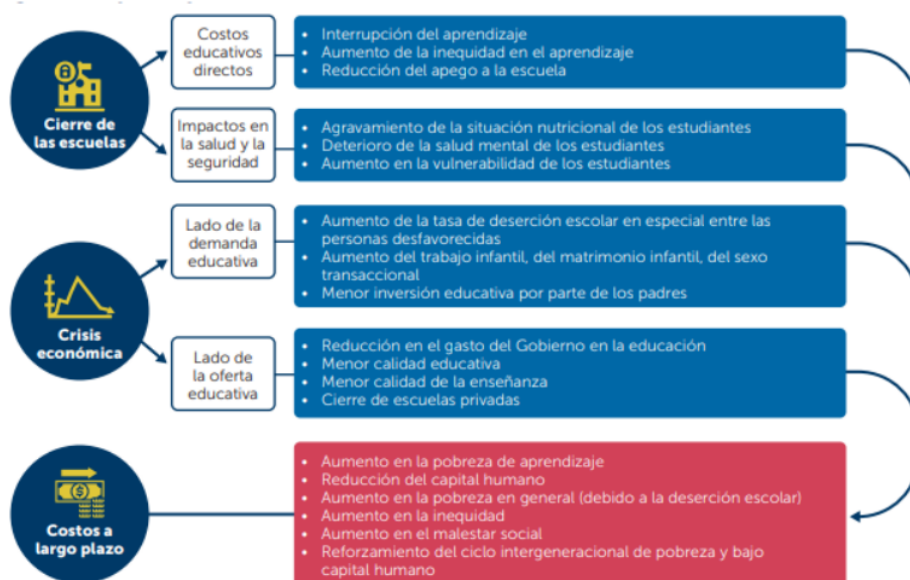 Cierre de
las escuelas
Costos
educativos
directos
• Interrupción del aprendizaje
• Aumento de la inequidad en el aprendizaje
• Reducción del apego a la escuela
Impactos en
la salud y la
seguridad
• Agravamiento de la situación nutricional de los estudiantes
• Deterioro de la salud mental de los estudiantes
• Aumento en la vulnerabilidad de los estudiantes
Crisis
económica
Lado de la
demanda
educativa
• Aumento de la tasa de deserción escolar en especial entre las
personas desfavorecidas
• Aumento del trabajo infantil, del matrimonio infantil, del sexo
transaccional
• Menor inversión educativa por parte de los padres
Lado de
la oferta
educativa
• Reducción en el gasto del Gobierno en la educación
• Menor calidad educativa
• Menor calidad de la enseñanza
• Cierre de escuelas privadas
Costos a
largo plazo
• Aumento en la pobreza de aprendizaje
• Reducción del capital humano
• Aumento en la pobreza en general (debido a la deserción escolar)
• Aumento en la inequidad
• Aumento en el malestar social
• Reforzamiento del ciclo intergeneracional de pobreza y bajo
capital humano